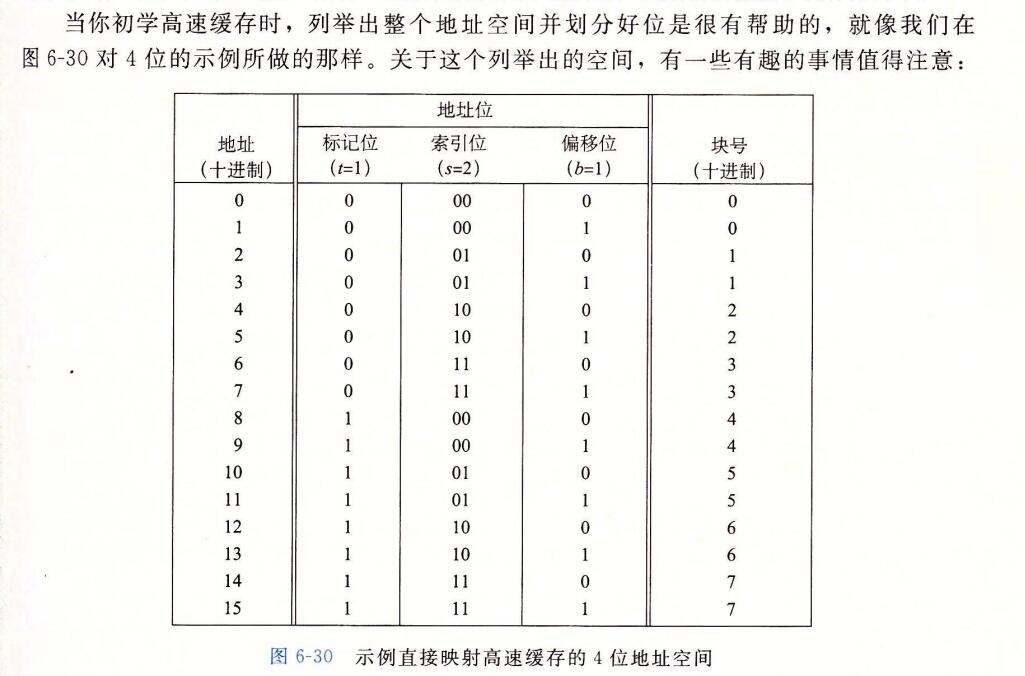 当你初学高速缓存时，列举出整个地址空间并划分好位是很有帮助的，就像我们在
图6-30对4位的示例所做的那样。关于这个列举出的空间，有一些有趣的事情值得注意：
地址位
地址 标记位 索引位 偏移位 块号
（十进制） (t=1) (s=2) (b=1) （十进制）
0 0 00 0 0
1 0 00 1 0
2 0 01 0 1
3 0 01 1 1
4 0 10 0 2
5 0 10 1 2
6 0 11 0 3
7 0 11 1 3
8 1 00 0 4
9 1 00 1 4
10 1 01 0 5
11 1 01 1 5
12 1 10 0 6
13 1 10 1 6
14 1 11 0 7
15 1 11 1 7
图6-30 示例直接映射高速缓存的4位地址空间